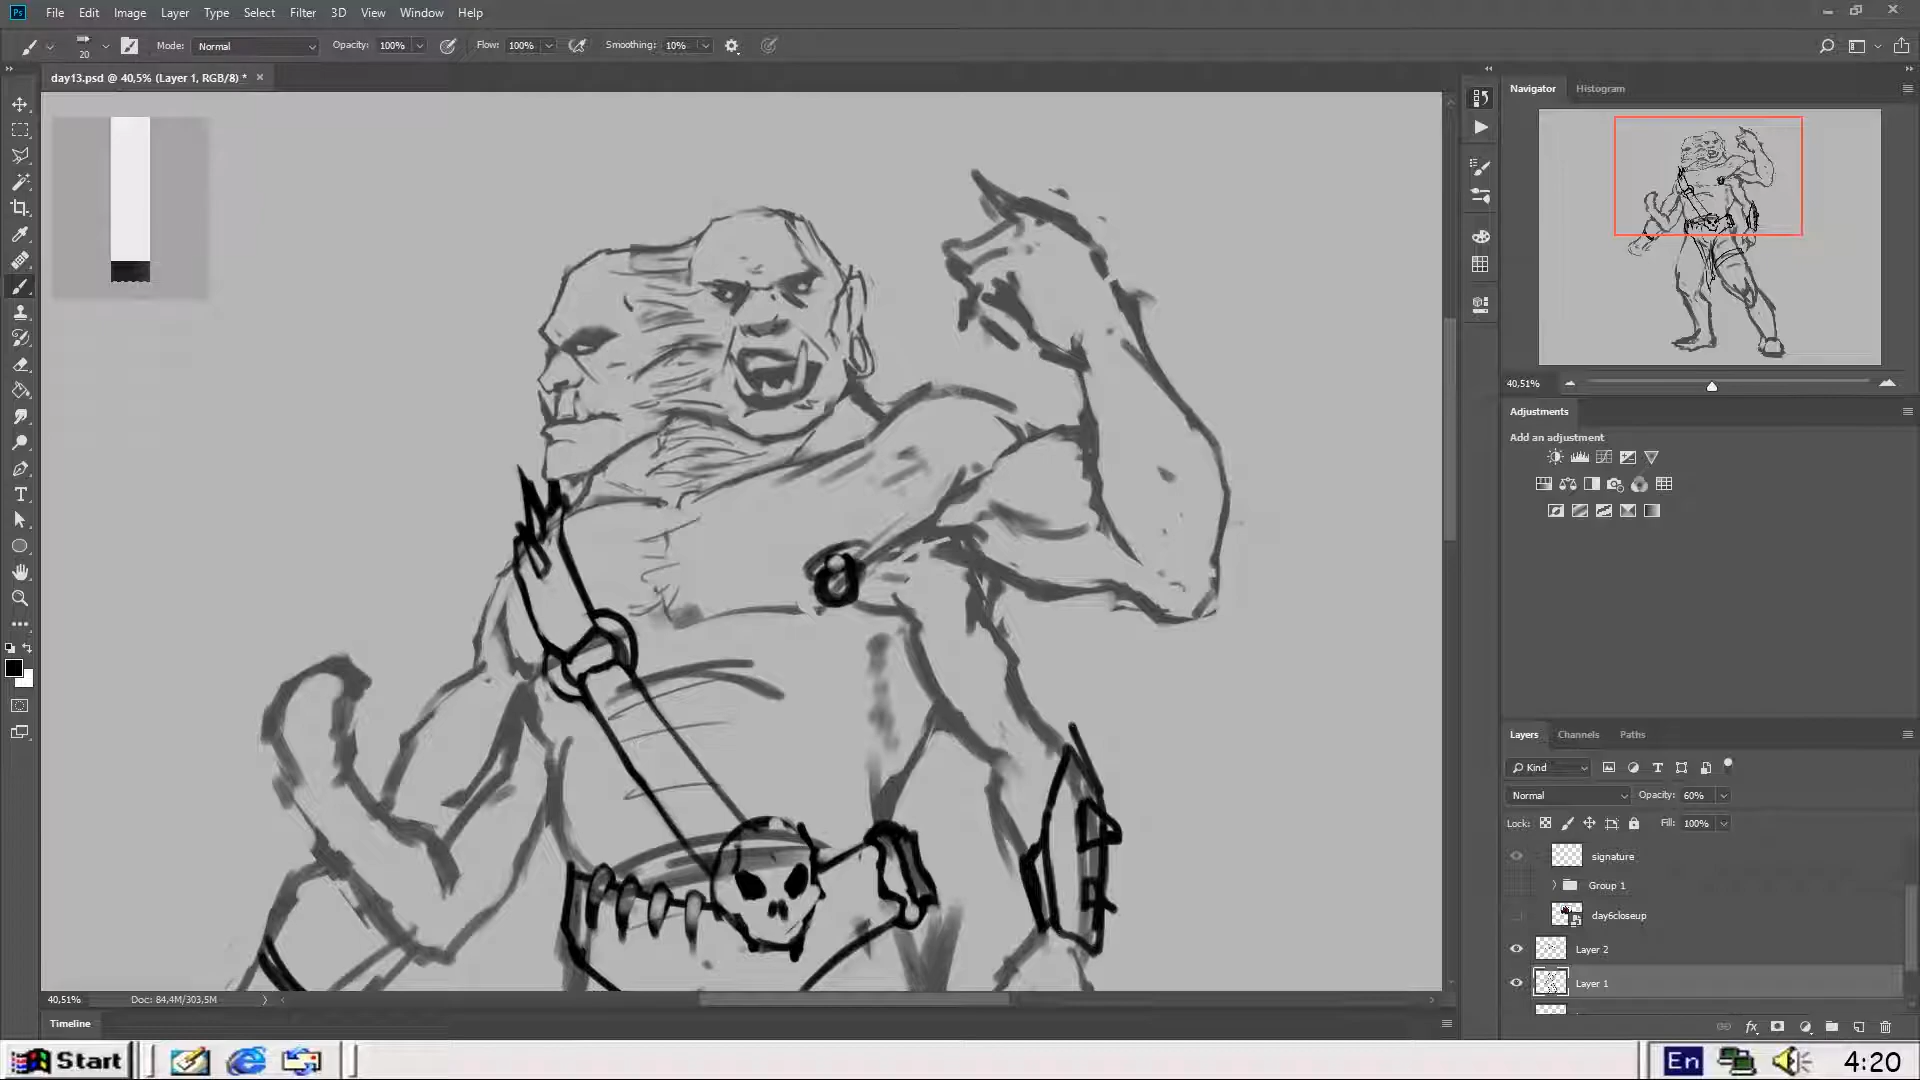 Ps File Edit Image Layer Type Select Filter 3D View Window Help
20 Mode: Normal Opacity: 100% Flow: 100% Smoothing: 10%
day13.psd @ 40,5% (Layer 1, RGB/8) *
Navigator Histogram
40,51%
Adjustments
Add an adjustment
Layers Channels Paths
Kind
Normal Opacity: 60%
Lock: Fill: 100%
signature
Group 1
day6closeup
Layer 2
Layer 1
fx
40,51% Doc: 84,4M/303,5M
Timeline
Start En 4:20